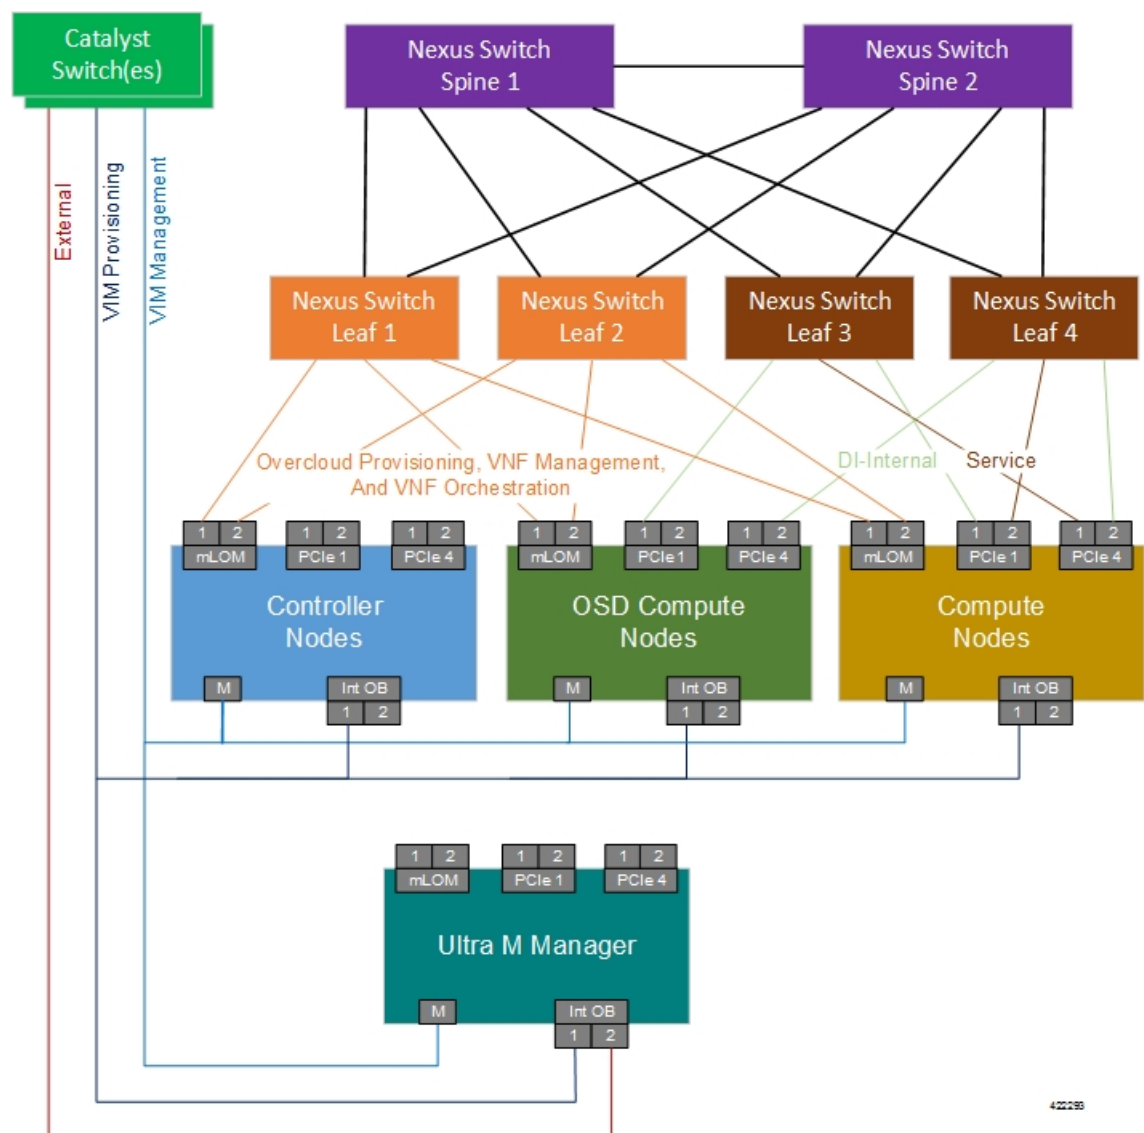 Catalyst
Switch(es)
Nexus Switch
Spine 1
Nexus Switch
Spine 2
External
VIM Provisioning
VIM Management
Nexus Switch
Leaf 1
Nexus Switch
Leaf 2
Nexus Switch
Leaf 3
Nexus Switch
Leaf 4
Overcloud Provisioning, VNF Management,
And VNF Orchestration
DI-Internal
Service
1 2
mLOM
1 2
PCIe 1
1 2
PCIe 4
Controller
Nodes
M
Int OB
1 2
1 2
mLOM
1 2
PCIe 1
1 2
PCIe 4
OSD Compute
Nodes
M
Int OB
1 2
1 2
mLOM
1 2
PCIe 1
1 2
PCIe 4
Compute
Nodes
M
Int OB
1 2
1 2
mLOM
1 2
PCIe 1
1 2
PCIe 4
Ultra M Manager
M
Int OB
1 2
422293